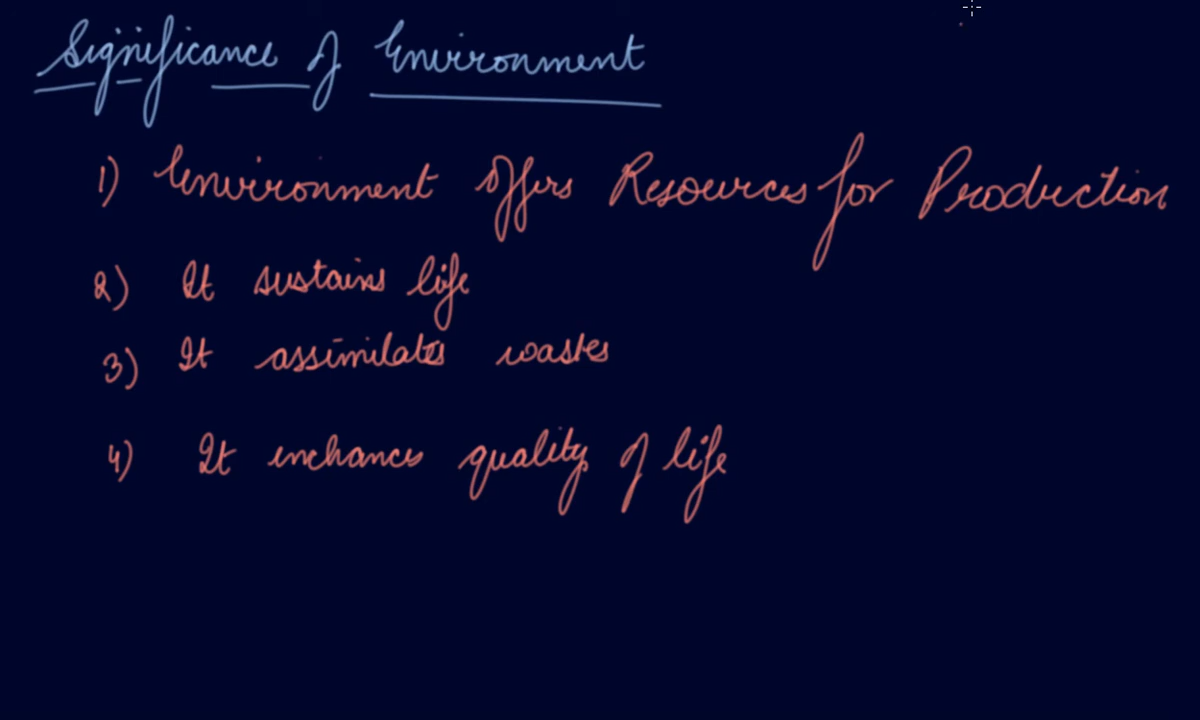 Significance of Environment
1) Environment offers Resources for Production
2) It sustains life
3) It assimilates wastes
4) It enchances quality of life